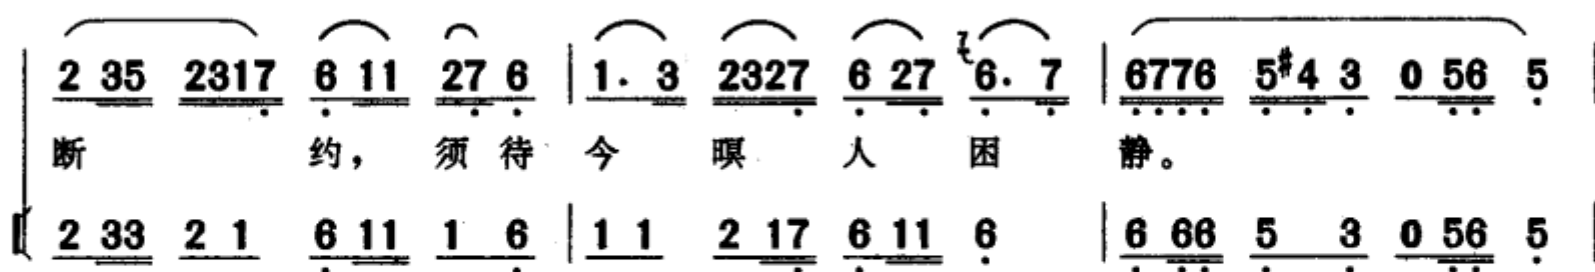 2 35 2317 6 11 27 6 | 1. 3 2327 6 27 7 6. 7 | 6776 5#4 3 0 56 5 |
断 约， 须 待 今 暝 人 困 静。
2 33 2 1 6 11 1 6 | 1 1 2 17 6 11 6 | 6 66 5 3 0 56 5 |